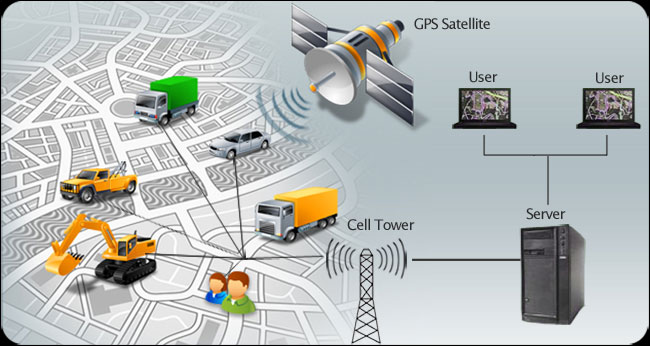 GPS Satellite
User
User
Cell Tower
Server